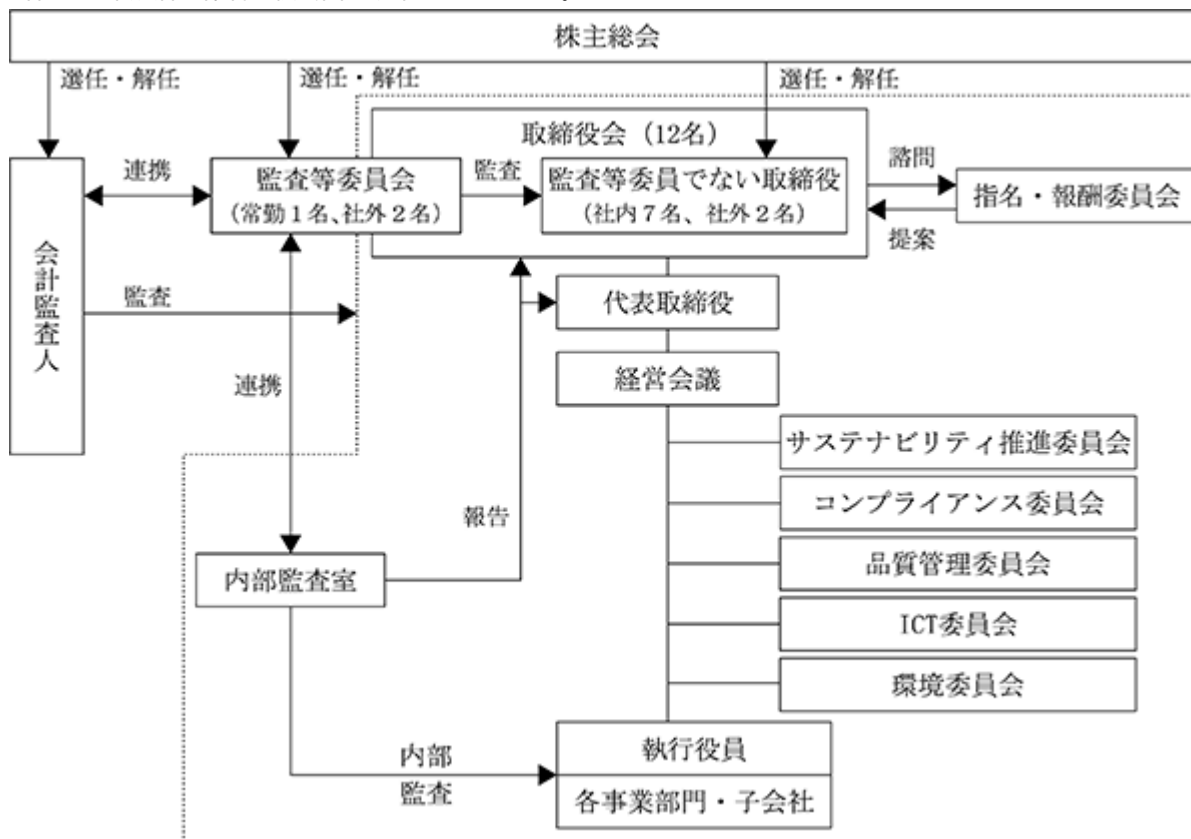 株主総会
選任・解任
選任・解任
選任・解任
取締役会（12名）
連携
監査等委員会
（常勤1名、社外2名）
監査
監査等委員でない取締役
（社内7名、社外2名）
諮問
指名・報酬委員会
提案
会計監査人
監査
代表取締役
経営会議
連携
サステナビリティ推進委員会
コンプライアンス委員会
報告
品質管理委員会
内部監査室
ICT委員会
環境委員会
内部
監査
執行役員
各事業部門・子会社